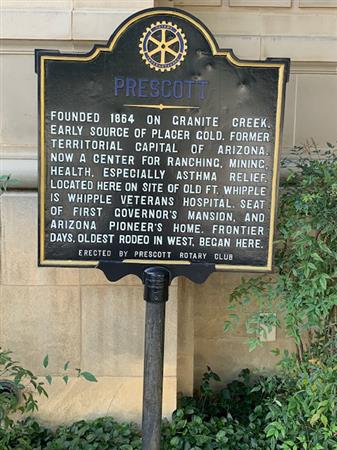 PRESCOTT
FOUNDED 1864 ON GRANITE CREEK.
EARLY SOURCE OF PLACER GOLD. FORMER
TERRITORIAL CAPITAL OF ARIZONA.
NOW A CENTER FOR RANCHING, MINING,
HEALTH, ESPECIALLY ASTHMA RELIEF.
LOCATED HERE ON SITE OF OLD FT. WHIPPLE
IS WHIPPLE VETERANS HOSPITAL. SEAT
OF FIRST GOVERNOR'S MANSION, AND
ARIZONA PIONEER'S HOME. FRONTIER
DAYS, OLDEST RODEO IN WEST, BEGAN HERE.
ERECTED BY PRESCOTT ROTARY CLUB